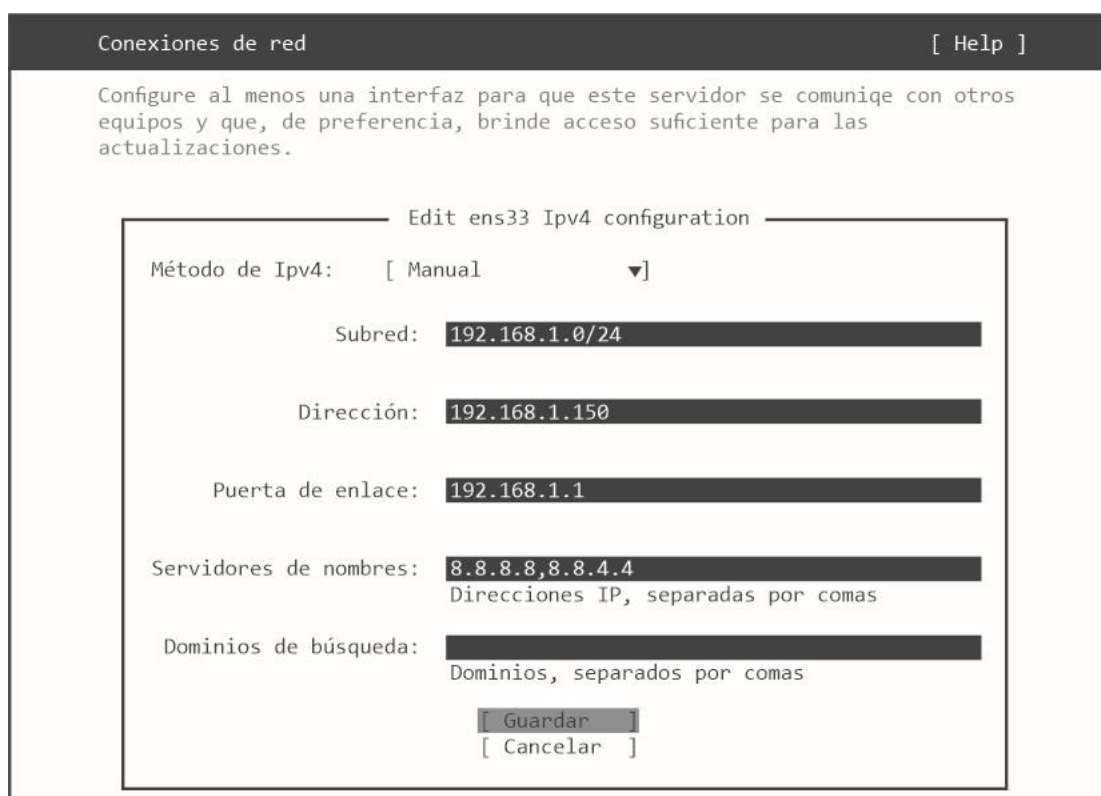 Conexiones de red [ Help ]
Configure al menos una interfaz para que este servidor se comuniqe con otros
equipos y que, de preferencia, brinde acceso suficiente para las
actualizaciones.
Edit ens33 Ipv4 configuration
Método de Ipv4: [ Manual ▼]
Subred: 192.168.1.0/24
Dirección: 192.168.1.150
Puerta de enlace: 192.168.1.1
Servidores de nombres: 8.8.8.8,8.8.4.4
Direcciones IP, separadas por comas
Dominios de búsqueda:
Dominios, separados por comas
[ Guardar ]
[ Cancelar ]